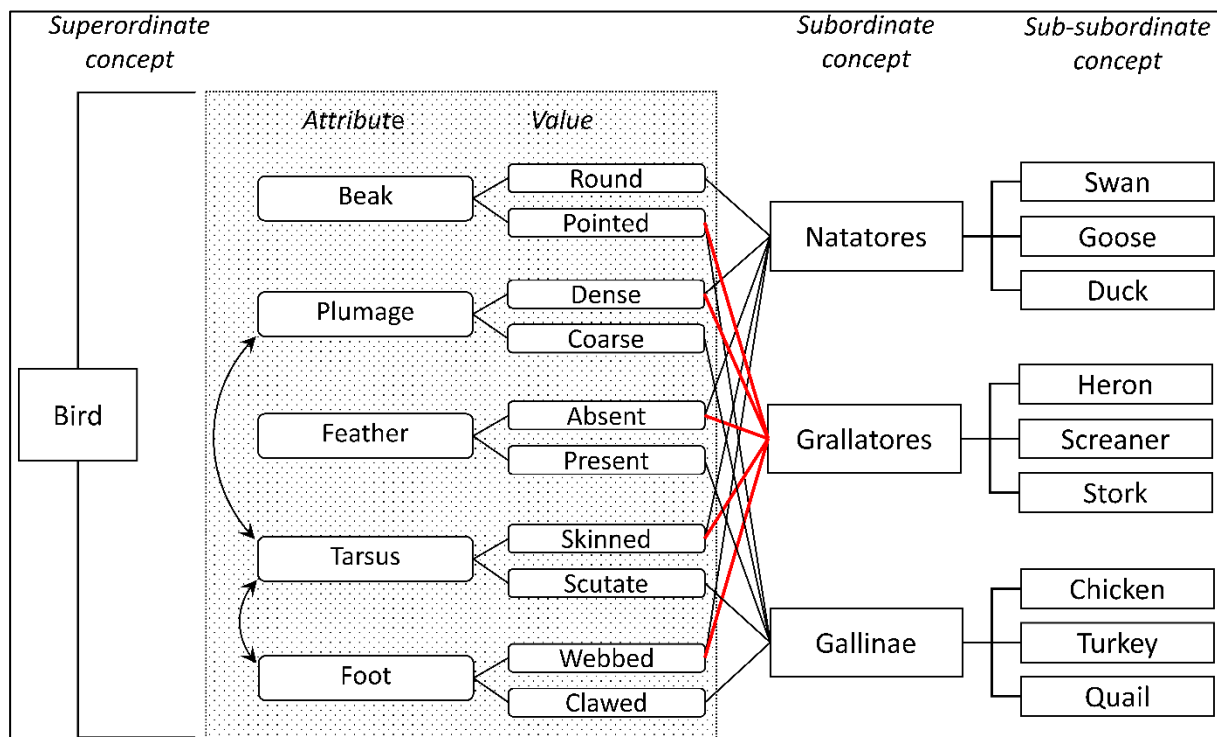 Superordinate
concept
Subordinate
concept
Sub-subordinate
concept
Attribute
Value
Bird
Beak
Round
Pointed
Plumage
Dense
Coarse
Feather
Absent
Present
Tarsus
Skinned
Scutate
Foot
Webbed
Clawed
Natatores
Grallatores
Gallinae
Swan
Goose
Duck
Heron
Screaner
Stork
Chicken
Turkey
Quail